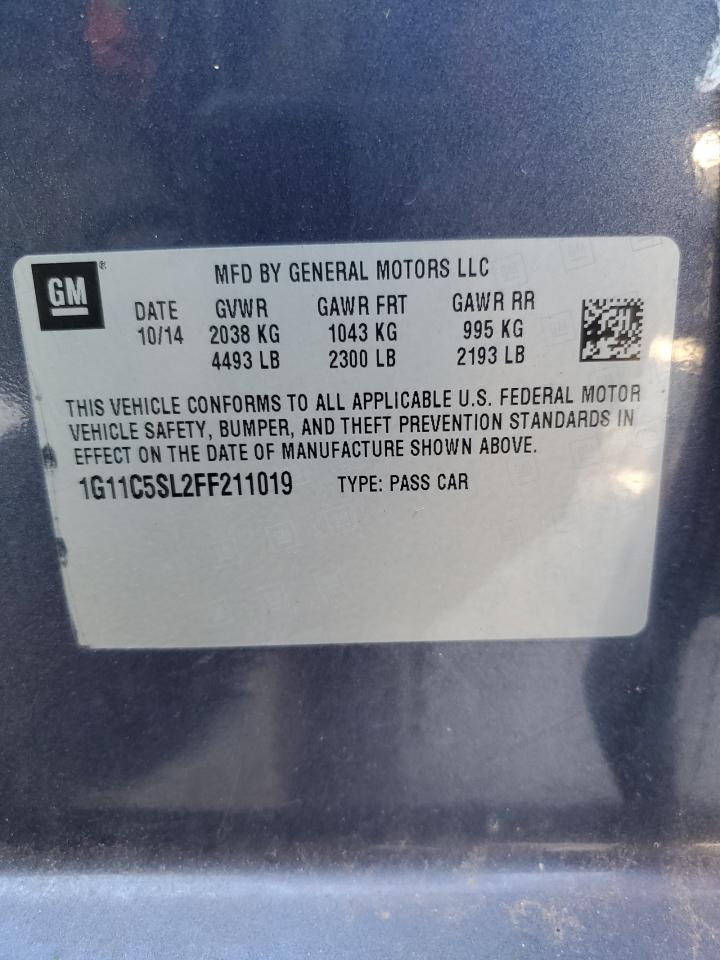 GM®
MFD BY GENERAL MOTORS LLC
DATE GVWR GAWR FRT GAWR RR
10/14 2038 KG 1043 KG 995 KG
4493 LB 2300 LB 2193 LB
THIS VEHICLE CONFORMS TO ALL APPLICABLE U.S. FEDERAL MOTOR
VEHICLE SAFETY, BUMPER, AND THEFT PREVENTION STANDARDS IN
EFFECT ON THE DATE OF MANUFACTURE SHOWN ABOVE.
1G11C5SL2FF211019 TYPE: PASS CAR